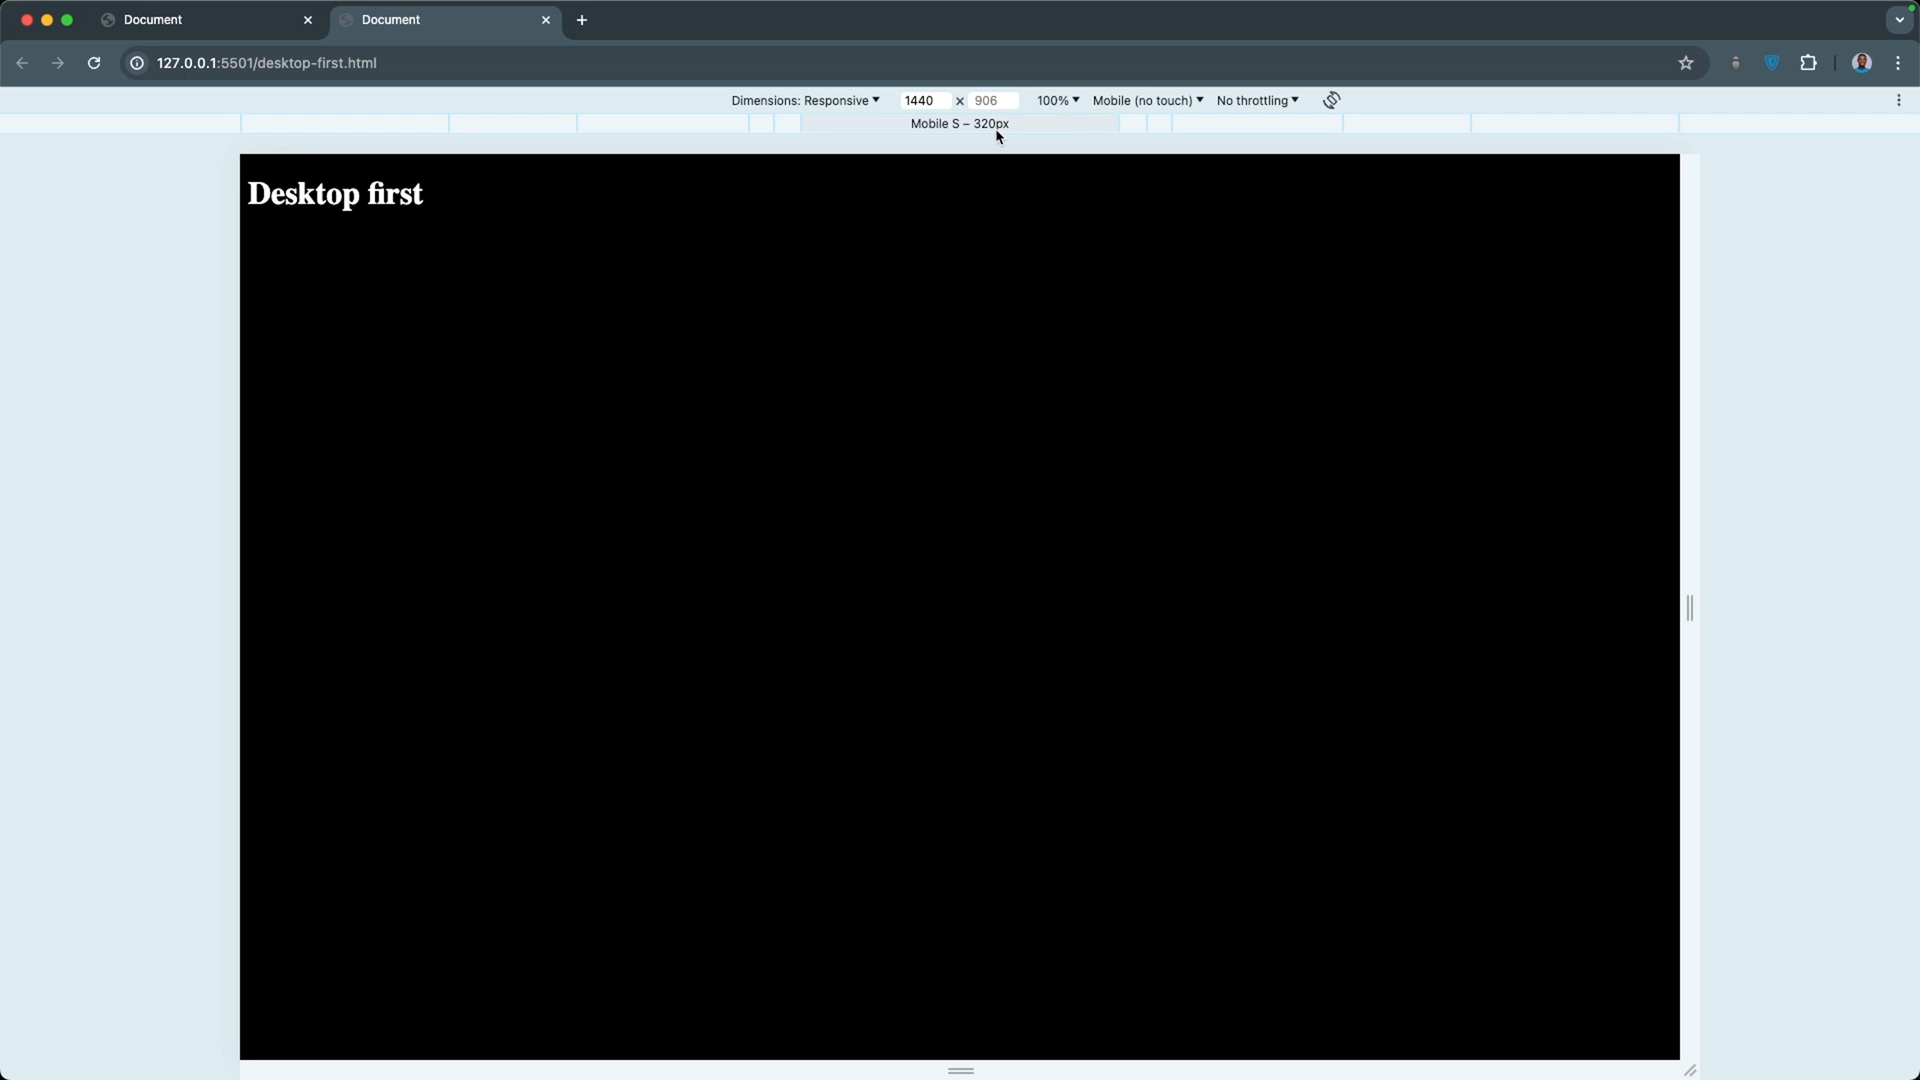 Document
Document
127.0.0.1:5501/desktop-first.html
Dimensions: Responsive 1440 x 906 100% Mobile (no touch) No throttling
Mobile S – 320px
Desktop first